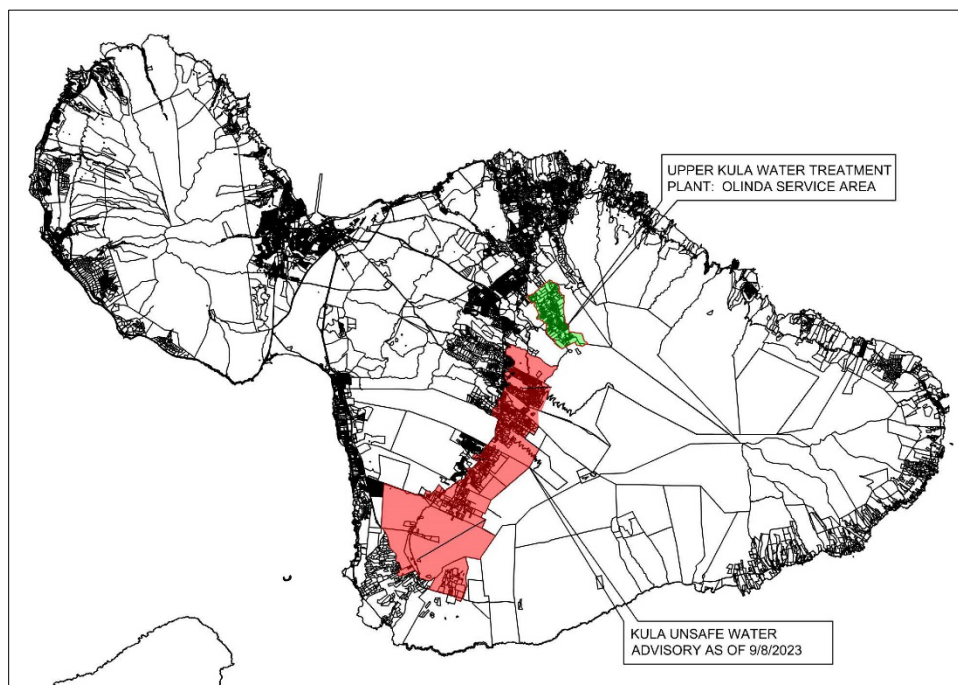 UPPER KULA WATER TREATMENT
PLANT: OLINDA SERVICE AREA
KULA UNSAFE WATER
ADVISORY AS OF 9/8/2023